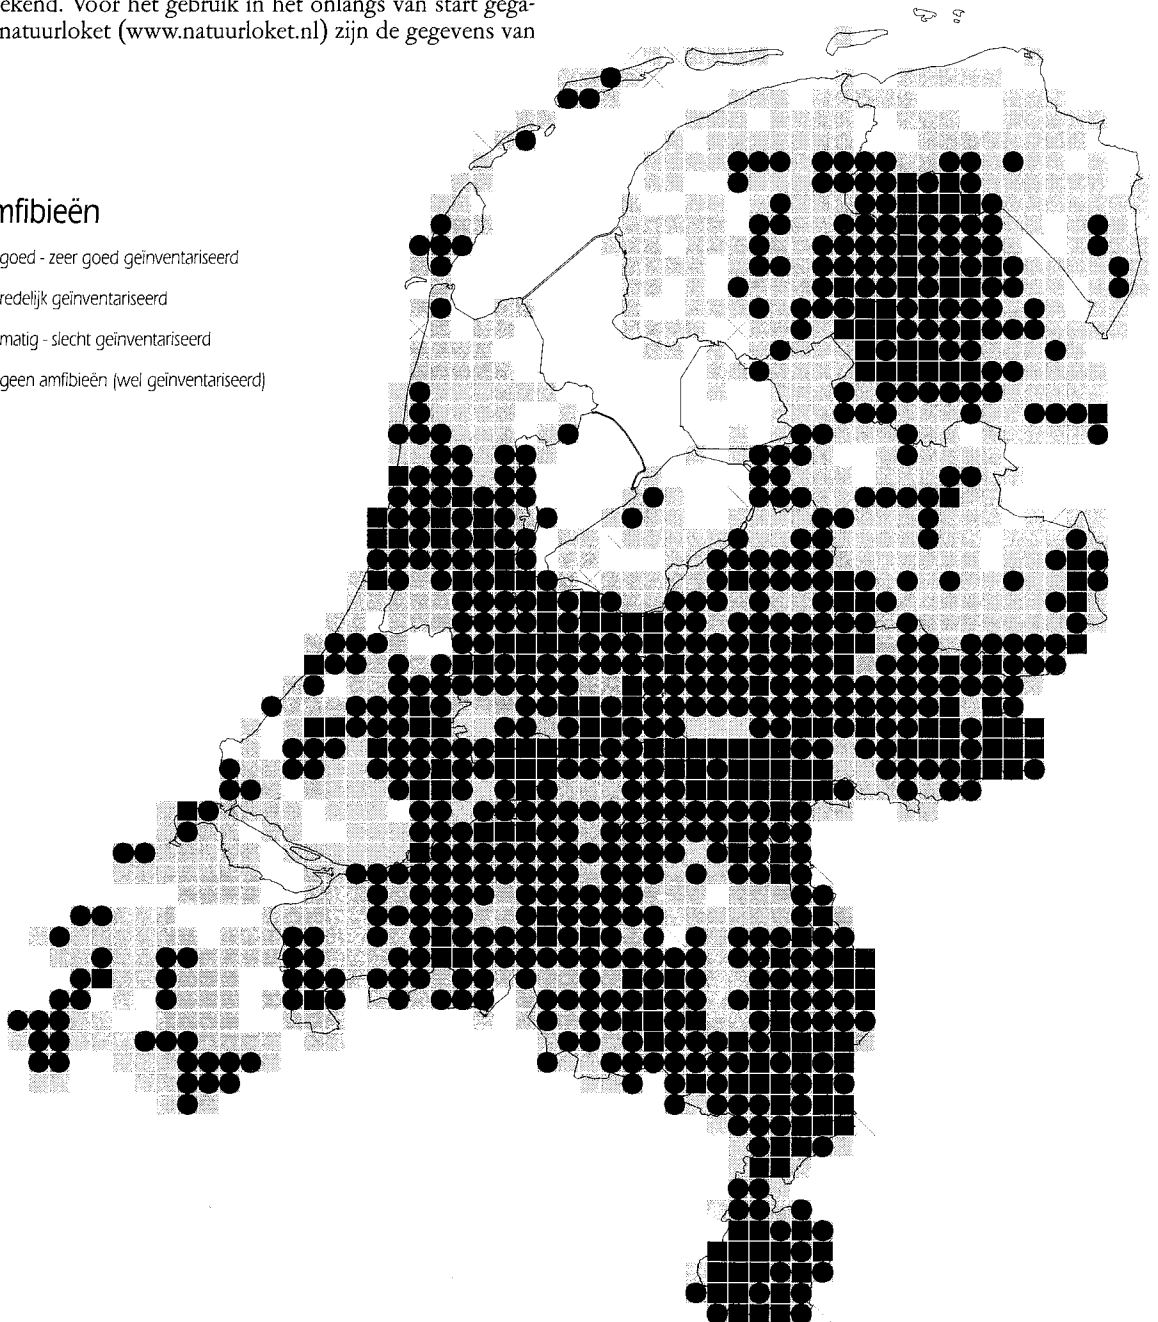 ekend. Voor het gebruik in het onlangs van start gega-
natuurloket (www.natuurloket.nl) zijn de gegevens van
mfibieën
goed - zeer goed geïnventariseerd
redelijk geïnventariseerd
matig - slecht geïnventariseerd
geen amfibieën (wel geïnventariseerd)